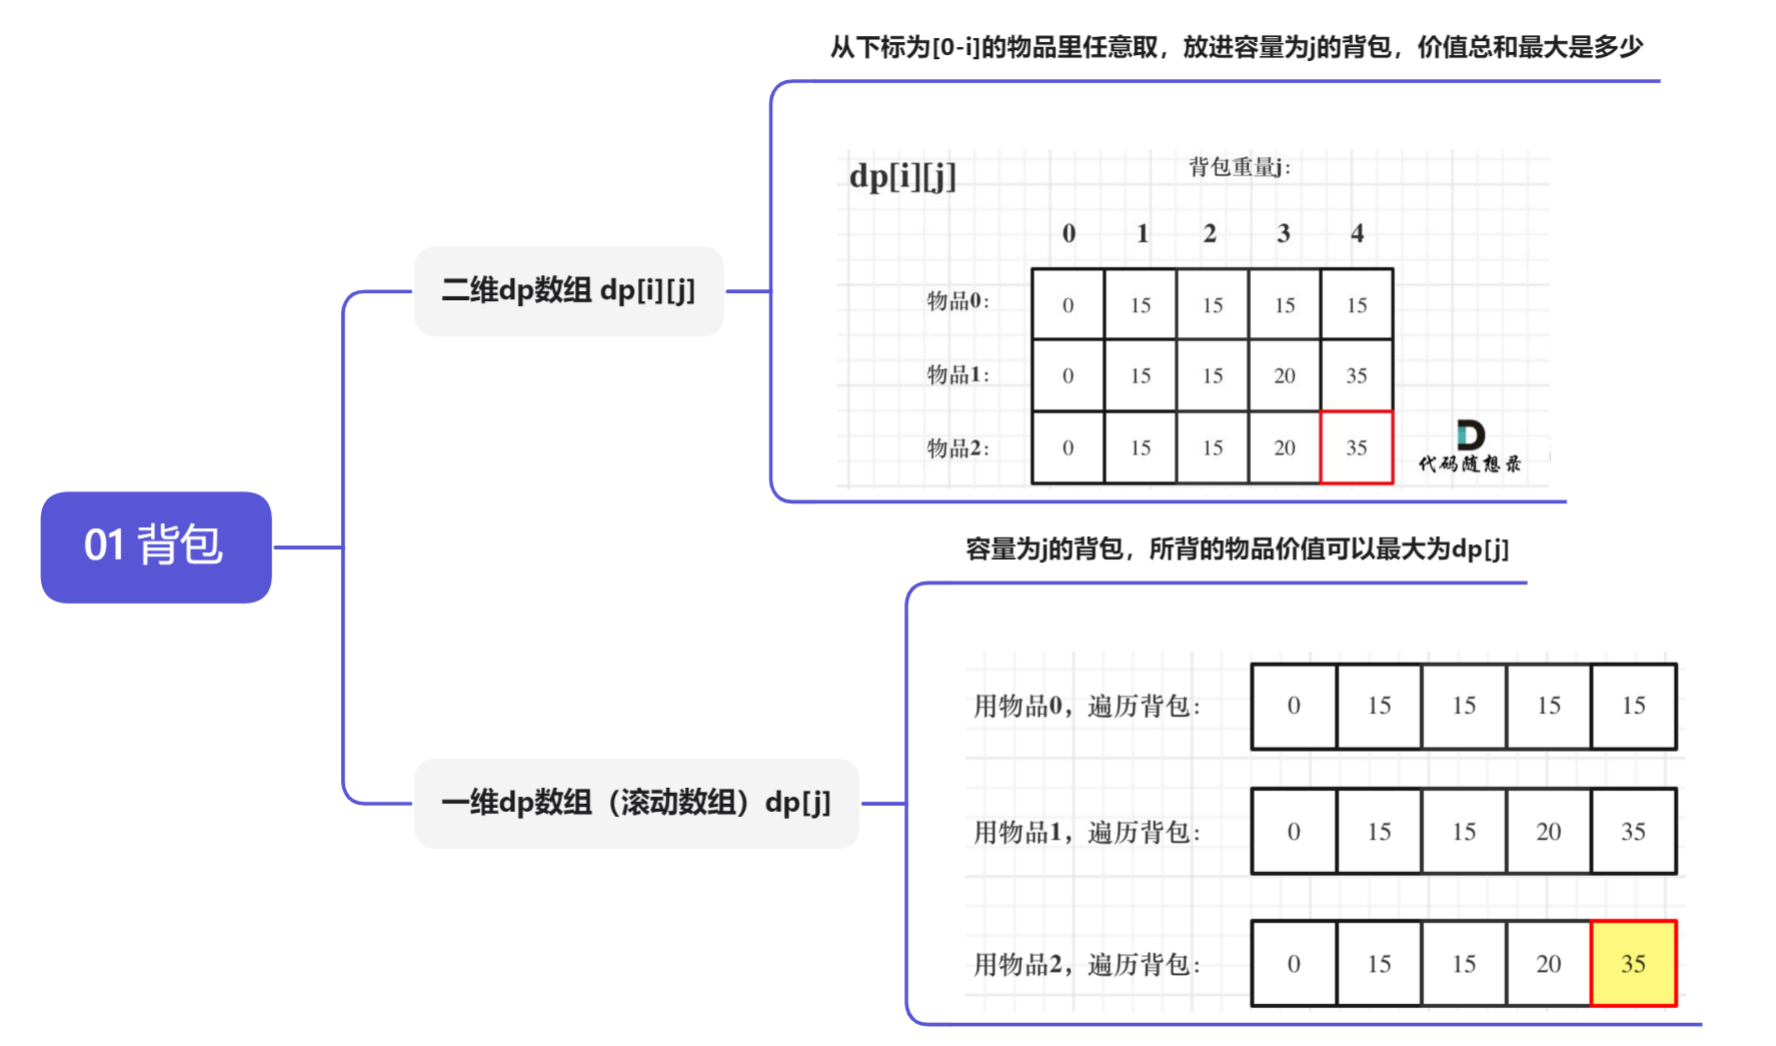 从下标为[0-i]的物品里任意取，放进容量为j的背包，价值总和最大是多少
dp[i][j]
背包重量j:
0 1 2 3 4
二维dp数组 dp[i][j]
物品0: 0 15 15 15 15
物品1: 0 15 15 20 35
物品2: 0 15 15 20 35
代码随想录
01 背包
容量为j的背包，所背的物品价值可以最大为dp[j]
一维dp数组（滚动数组）dp[j]
用物品0，遍历背包: 0 15 15 15 15
用物品1，遍历背包: 0 15 15 20 35
用物品2，遍历背包: 0 15 15 20 35